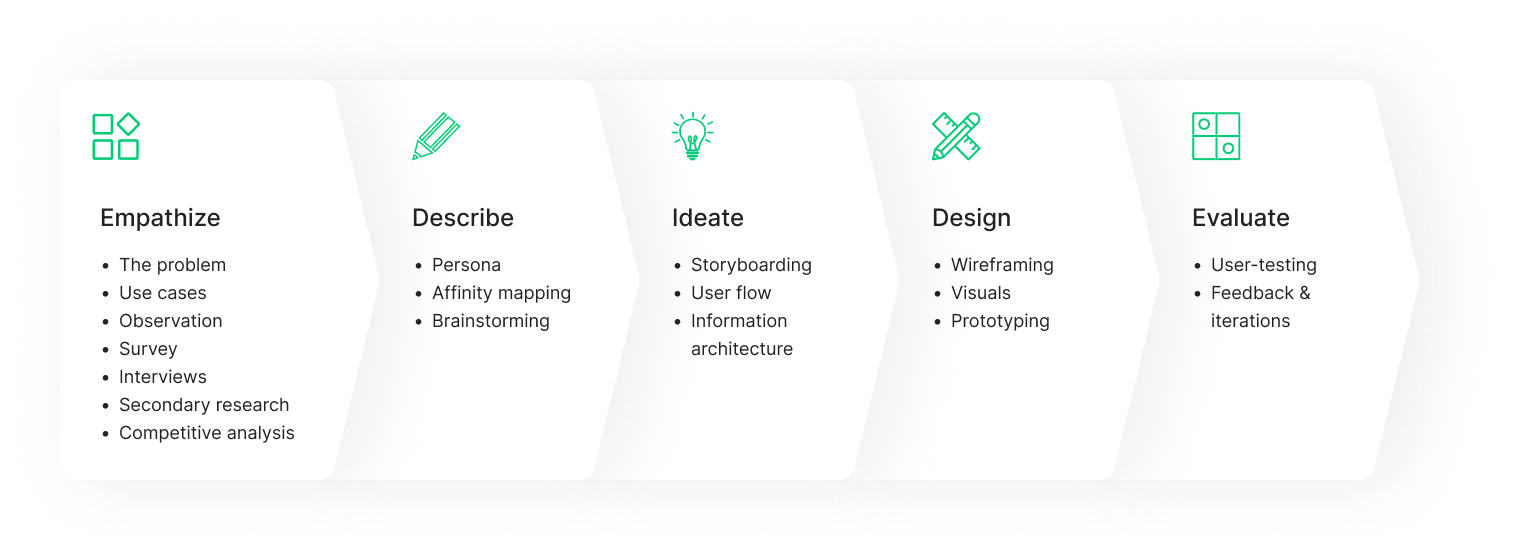 Empathize
• The problem
• Use cases
• Observation
• Survey
• Interviews
• Secondary research
• Competitive analysis
Describe
• Persona
• Affinity mapping
• Brainstorming
Ideate
• Storyboarding
• User flow
• Information
architecture
Design
• Wireframing
• Visuals
• Prototyping
Evaluate
• User-testing
• Feedback &
iterations